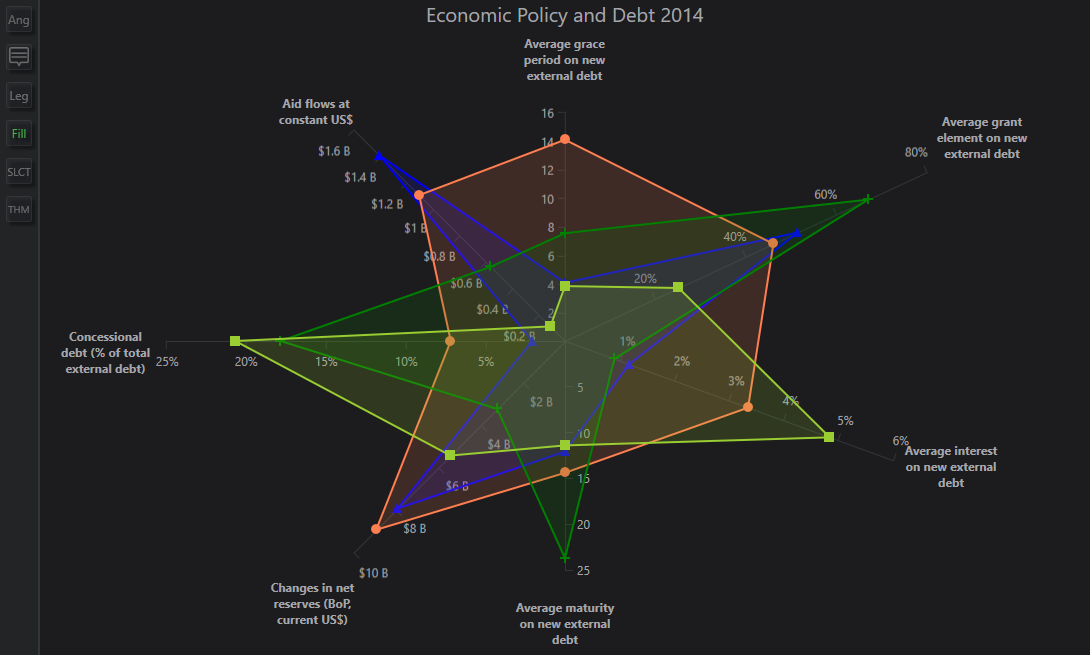 Economic Policy and Debt 2014
Ang
Leg
Fill
SLCT
THM
Average grace
period on new
external debt
16
14
12
10
8
6
4
2
Average grant
element on new
external debt
80%
60%
40%
20%
Average interest
on new external
debt
1%
2%
3%
4%
5%
6%
Average maturity
on new external
debt
5
10
15
20
25
Changes in net
reserves (BoP,
current US$)
$2 B
$4 B
$6 B
$8 B
$10 B
Concessional
debt (% of total
external debt)
25%
20%
15%
10%
5%
Aid flows at
constant US$
$1.6 B
$1.4 B
$1.2 B
$1 B
$0.8 B
$0.6 B
$0.4 B
$0.2 B